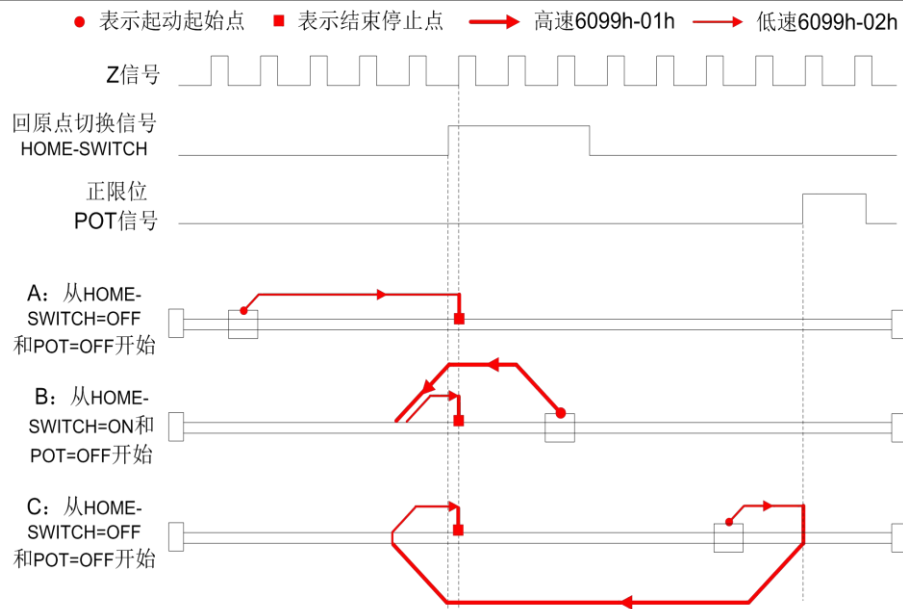 表示起动起始点 表示结束停止点 高速6099h-01h 低速6099h-02h
Z信号
回原点切换信号
HOME-SWITCH
正限位
POT信号
A：从HOME-
SWITCH=OFF
和POT=OFF开始
B：从HOME-
SWITCH=ON和
POT=OFF开始
C：从HOME-
SWITCH=OFF
和POT=OFF开始